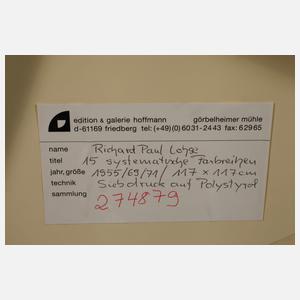 edition & galerie hoffmann görbelheimer mühle
d-61169 friedberg tel:(+49)(0)6031-2443 fax:62965
name Richard Paul Lohse
titel 15 systematische Farbreihen
jahr,größe 1955/69/71/ 117 x 117 cm
technik Siebdruck auf Polystyrol
sammlung 274879